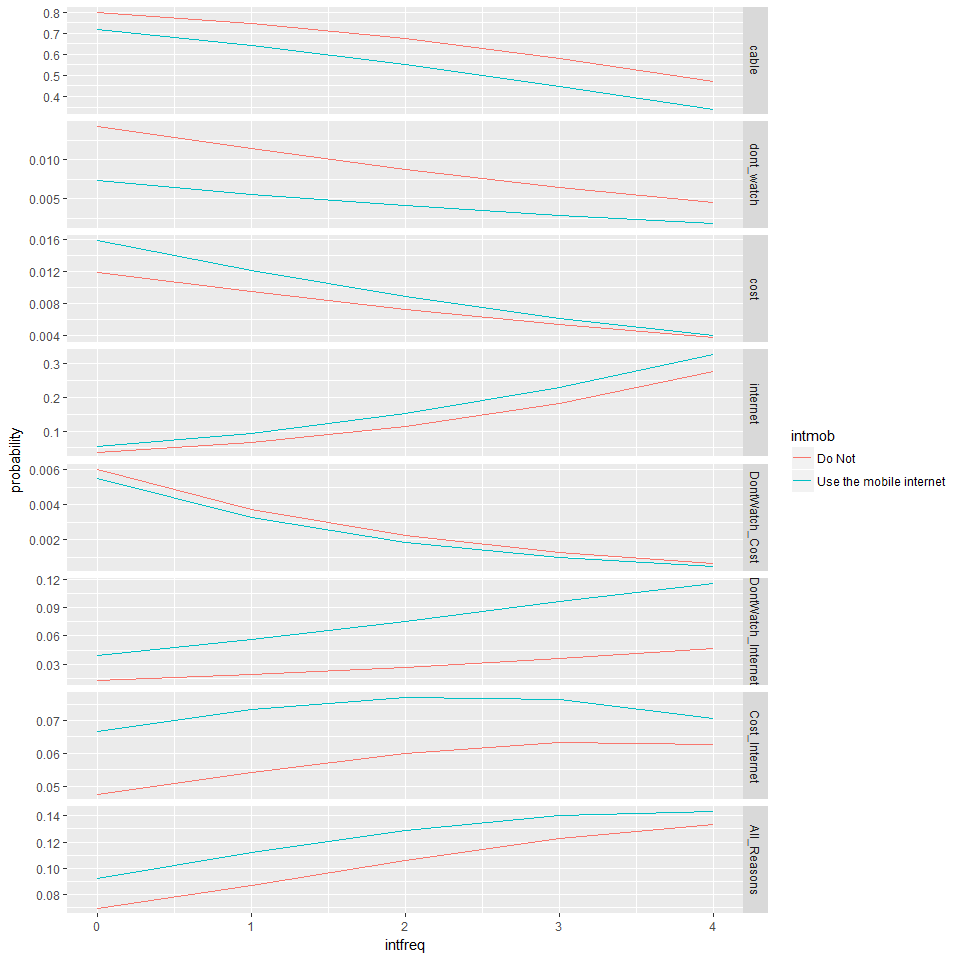 0.8
0.7
0.6
0.5
0.4
cable
0.010
0.005
dont_watch
0.016
0.012
0.008
0.004
cost
0.3
0.2
0.1
internet
0.006
0.004
0.002
DontWatch_Cost
0.12
0.09
0.06
0.03
DontWatch_Internet
0.07
0.06
0.05
Cost_Internet
0.14
0.12
0.10
0.08
All_Reasons
0 1 2 3 4
intfreq
probability
intmob
Do Not
Use the mobile internet